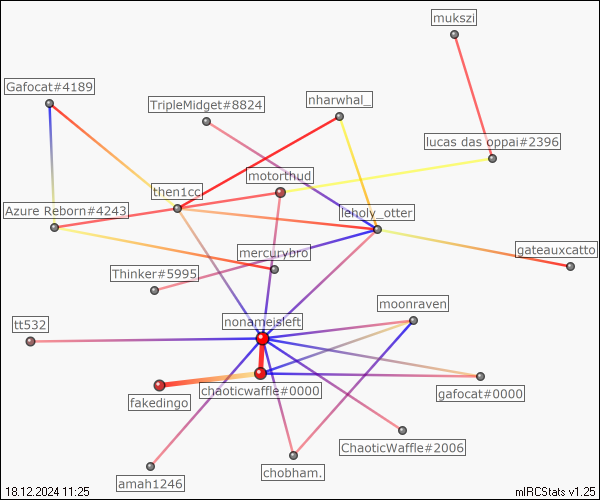 mukszi
Gafocat#4189
TripleMidget#8824
nharwhal_
lucas das oppai#2396
motorthud
then1cc
Azure Reborn#4243
leholy_otter
mercurybro
gateauxcatto
Thinker#5995
moonraven
nonameisleft
tt532
chaoticwaffle#0000
gafocat#0000
fakedingo
ChaoticWaffle#2006
chobham.
amah1246
18.12.2024 11:25
mIRCStats v1.25